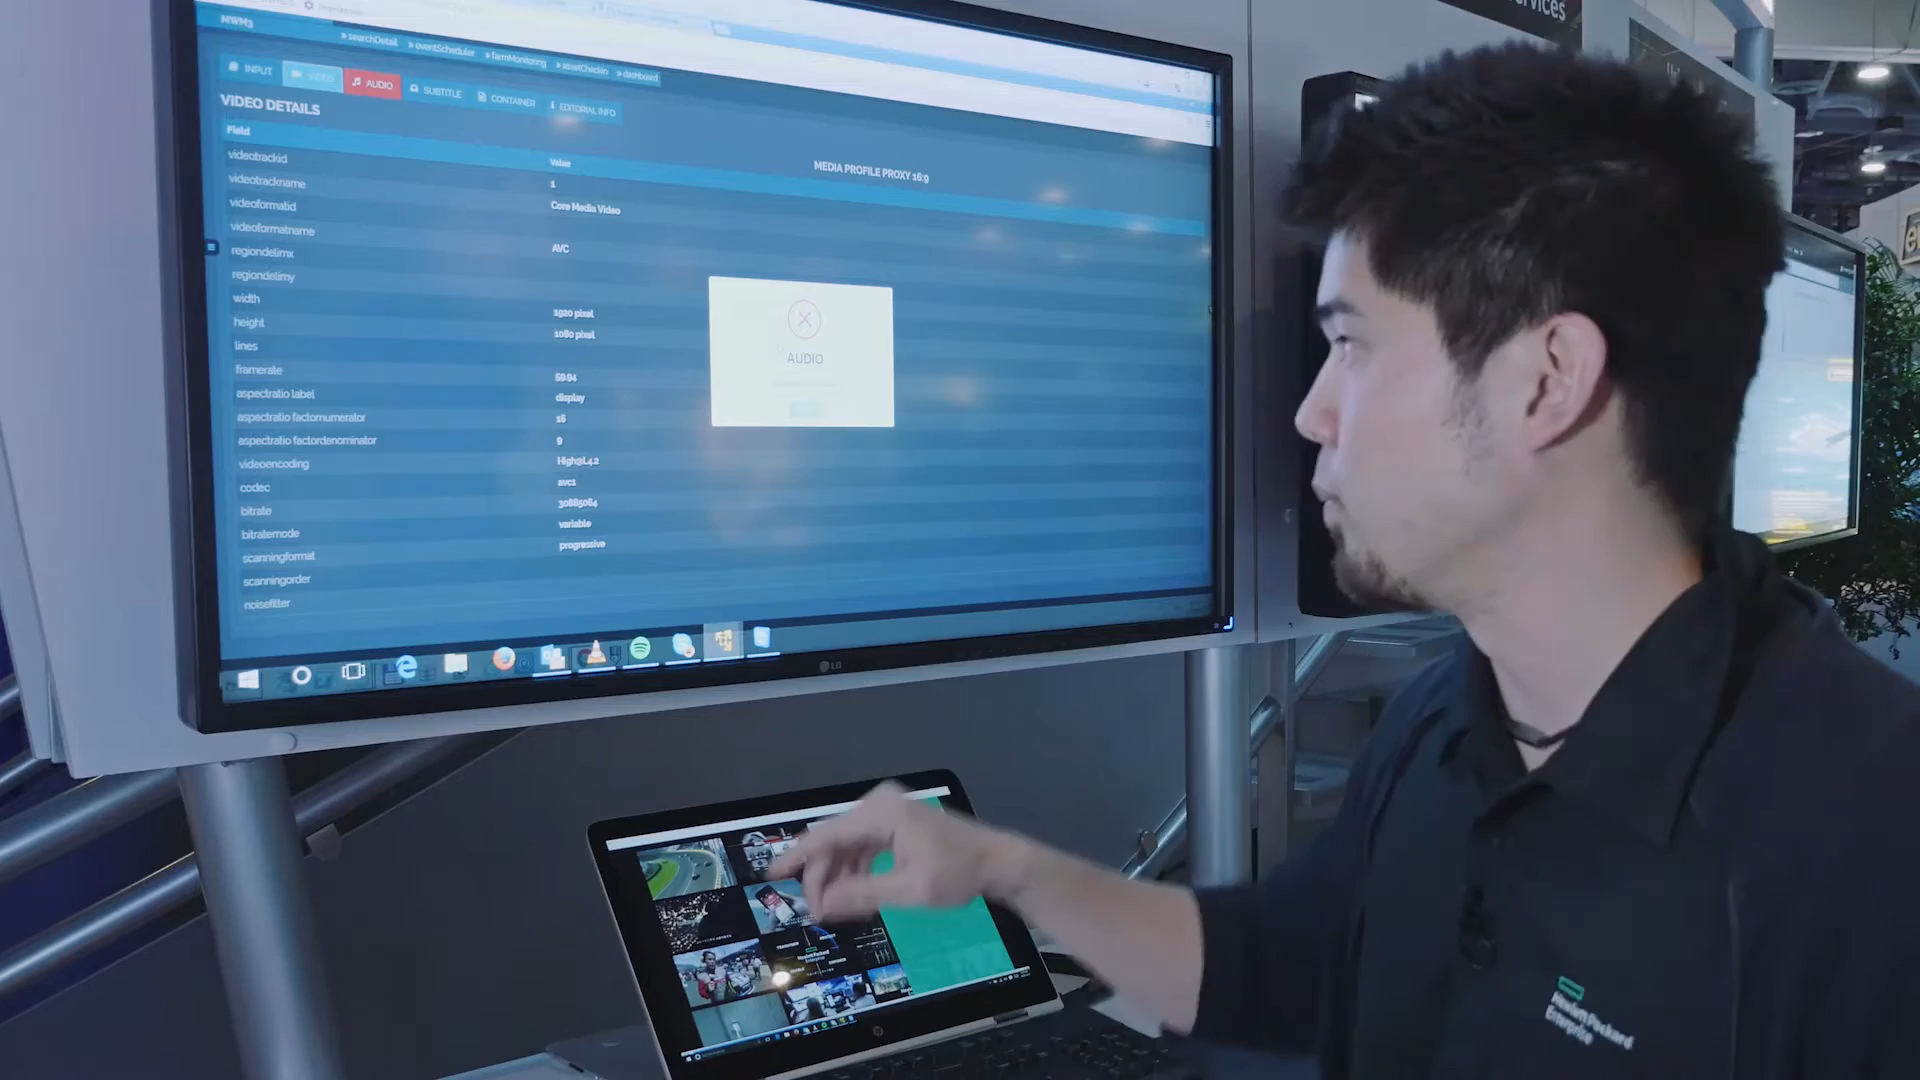 MWM3
» searchDetail » eventScheduler » farmMonitoring » assetCheckin » dashboard
INPUT VIDEO AUDIO SUBTITLE CONTAINER EDITORIAL INFO
VIDEO DETAILS
MEDIA PROFILE PROXY 16:9
Field Value
videotrackid 1
videotrackname Core Media Video
videoformatid
videoformatname AVC
regiondelimx
regiondelimy
width 1920 pixel
height 1080 pixel
lines
framerate 59.94
aspectratio label display
aspectratio factornumerator 16
aspectratio factordenominator 9
videoencoding High@L4.2
codec avc1
bitrate 30885064
bitratemode variable
scanningformat progressive
scanningorder
noisefilter
AUDIO
LG
Hewlett Packard
Enterprise
Hewlett Packard
Enterprise